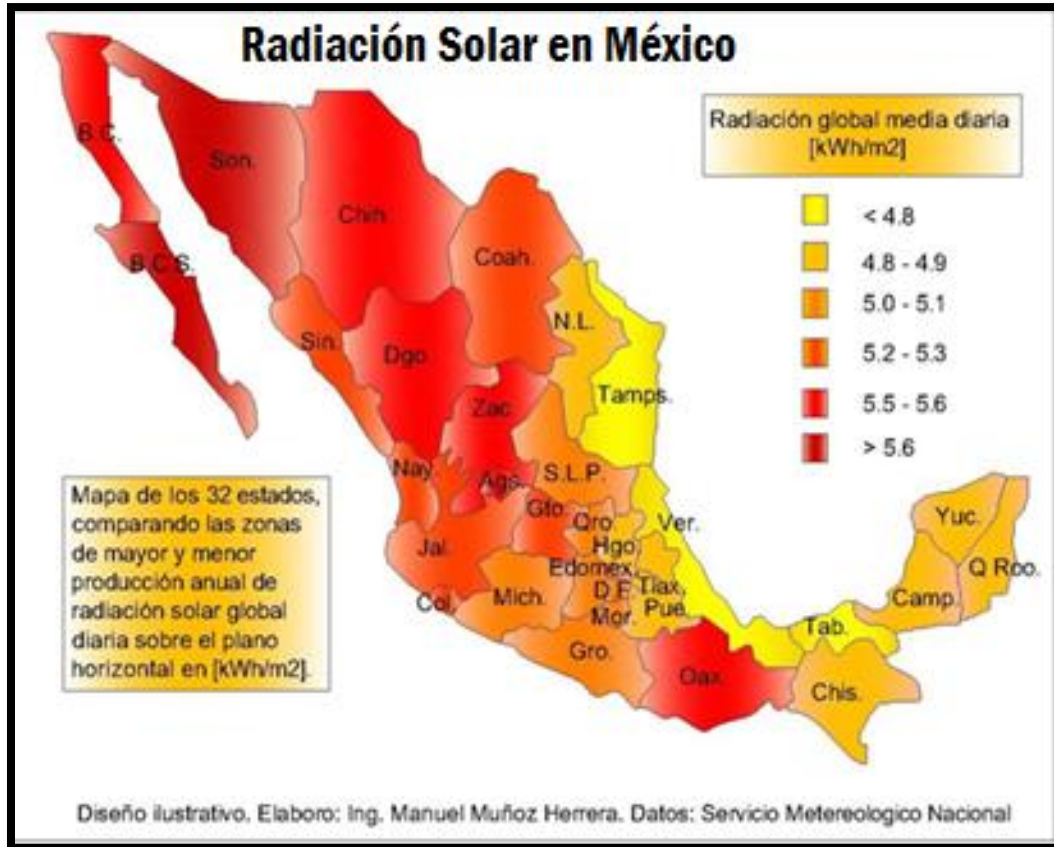 Radiación Solar en México
Radiación global media diaria
[kWh/m2]
< 4.8
4.8 - 4.9
5.0 - 5.1
5.2 - 5.3
5.5 - 5.6
> 5.6
B.C.
Son.
B.C.S.
Chih.
Coah.
Sin.
Dgo.
N.L.
Tamps.
Zac.
Nay.
Ags.
S.L.P.
Gto.
Qro.
Ver.
Hgo.
Jal.
Edomex.
Col.
Mich.
D.F.
Tlax.
Mor.
Pue.
Gro.
Oax.
Yuc.
Q Roo.
Camp.
Tab.
Chis.
Mapa de los 32 estados,
comparando las zonas
de mayor y menor
producción anual de
radiación solar global
diaria sobre el plano
horizontal en [kWh/m2].
Diseño ilustrativo. Elaboro: Ing. Manuel Muñoz Herrera. Datos: Servicio Metereologico Nacional